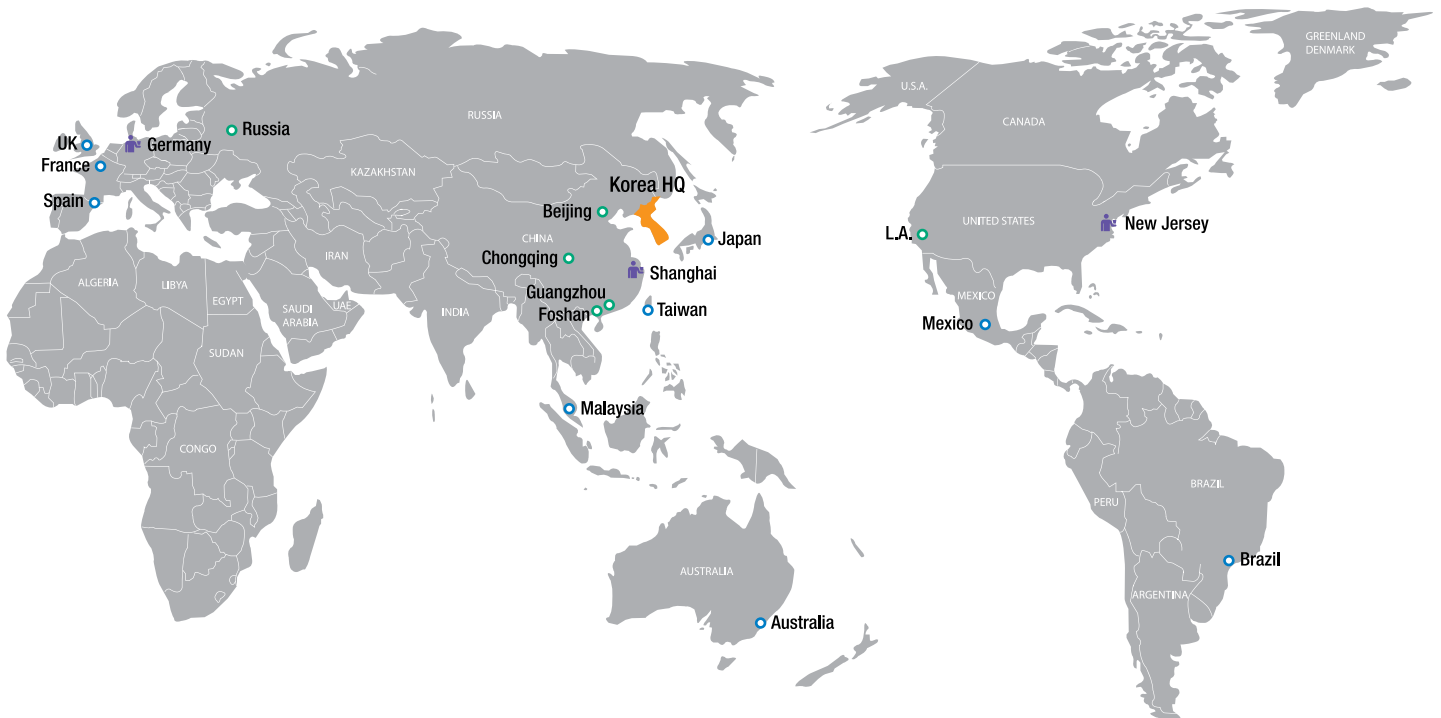 GREENLAND
DENMARK
U.S.A.
RUSSIA
CANADA
Russia
UK
Germany
France
KAZAKHSTAN
Korea HQ
Spain
Beijing
UNITED STATES
New Jersey
L.A.
Japan
CHINA
Chongqing
IRAN
Shanghai
ALGERIA
LIBYA
EGYPT
SAUDI
ARABIA
UAE
INDIA
Guangzhou
Foshan
Taiwan
MEXICO
Mexico
SUDAN
Malaysia
CONGO
BRAZIL
PERU
Brazil
AUSTRALIA
ARGENTINA
Australia